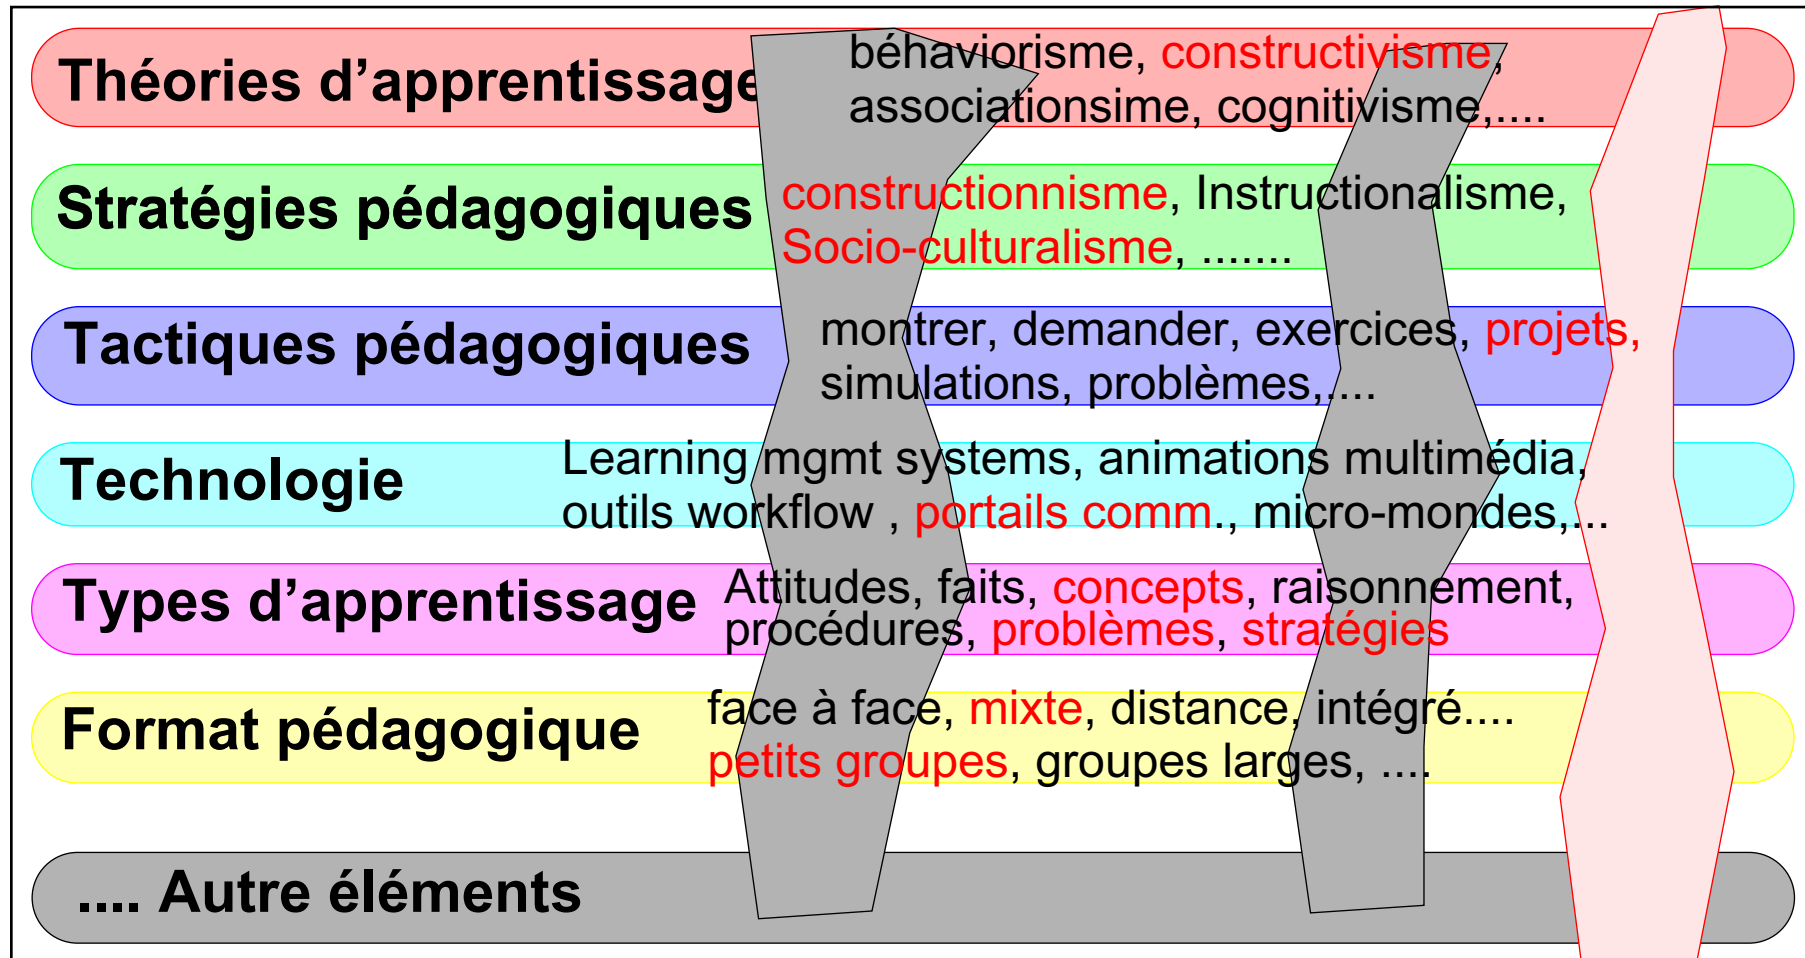 Théories d’apprentissage
béhaviorisme, constructivisme,
associationsime, cognitivisme,....
Stratégies pédagogiques
constructionnisme, Instructionalisme,
Socio-culturalisme, .......
Tactiques pédagogiques
montrer, demander, exercices, projets,
simulations, problèmes,....
Technologie
Learning mgmt systems, animations multimédia,
outils workflow , portails comm., micro-mondes,...
Types d’apprentissage
Attitudes, faits, concepts, raisonnement,
procédures, problèmes, stratégies
Format pédagogique
face à face, mixte, distance, intégré....
petits groupes, groupes larges, ....
.... Autre éléments